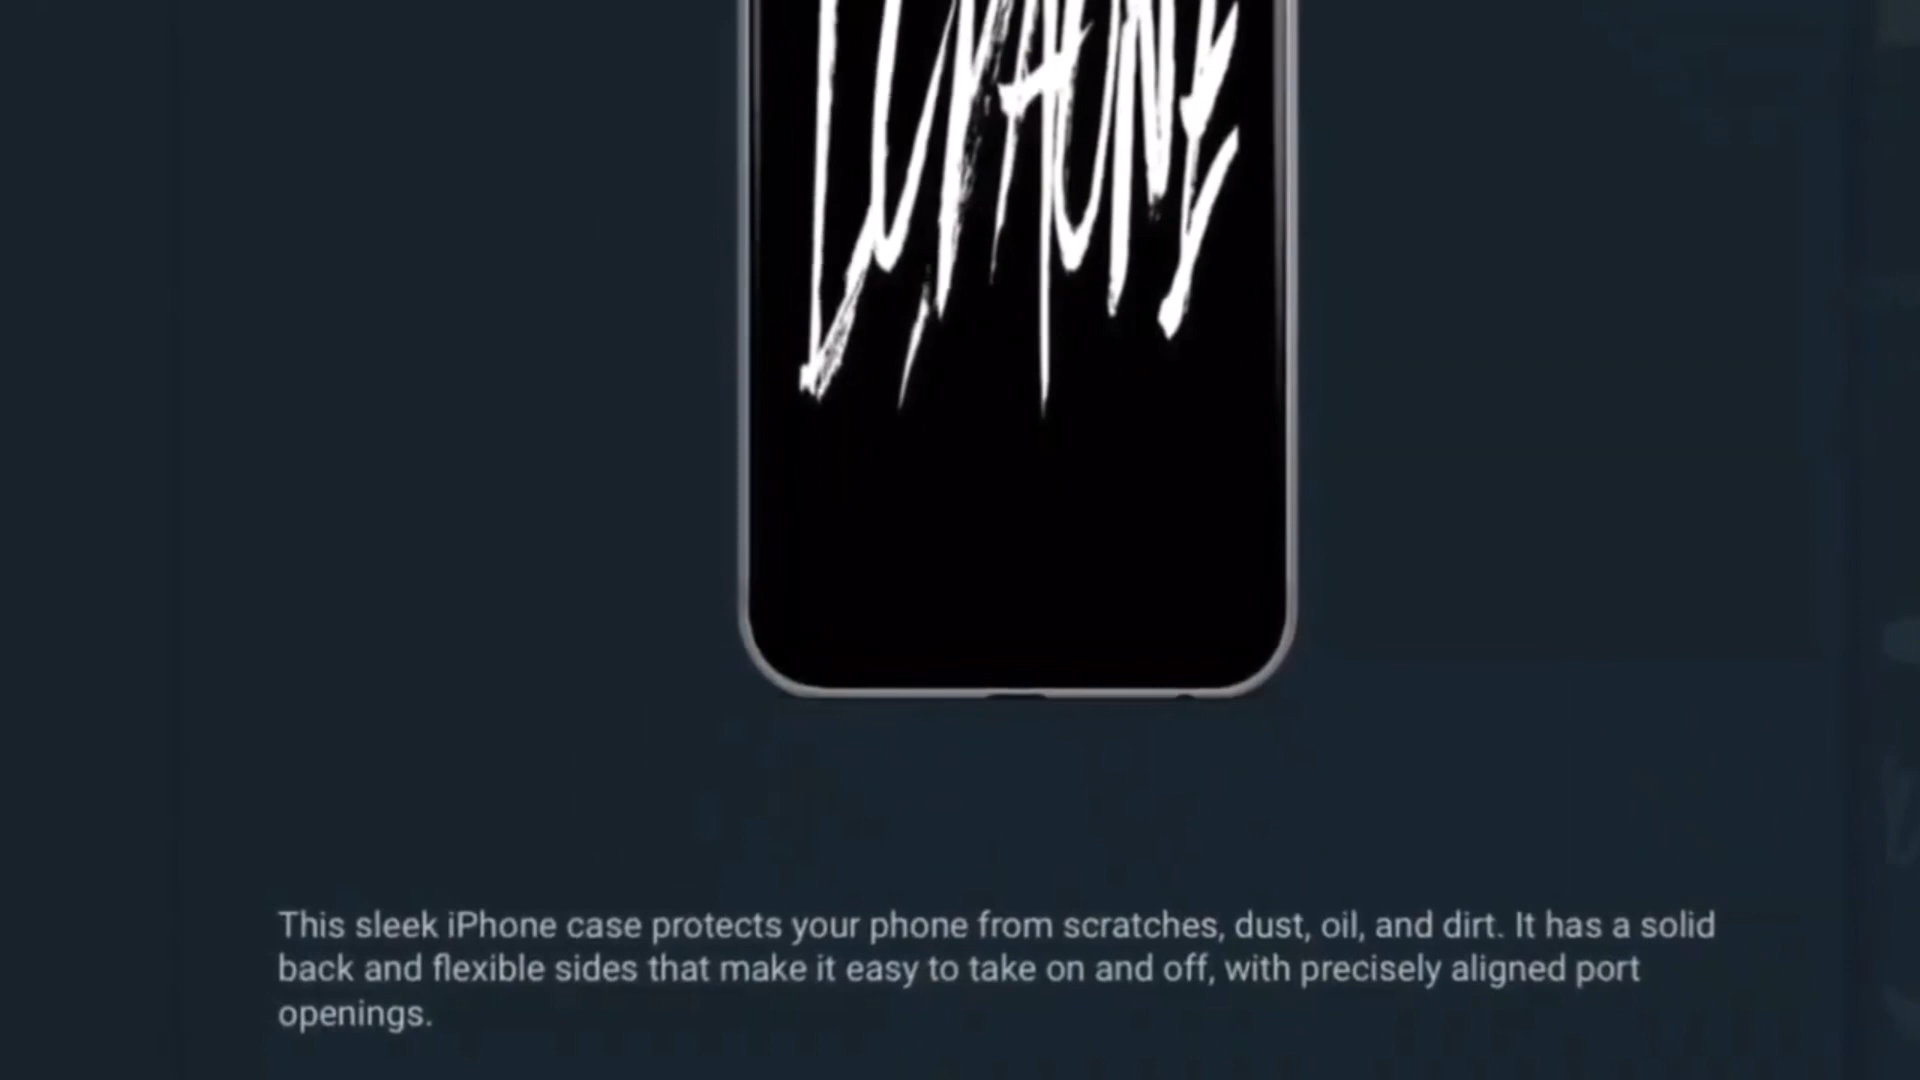 This sleek iPhone case protects your phone from scratches, dust, oil, and dirt. It has a solid
back and flexible sides that make it easy to take on and off, with precisely aligned port
openings.